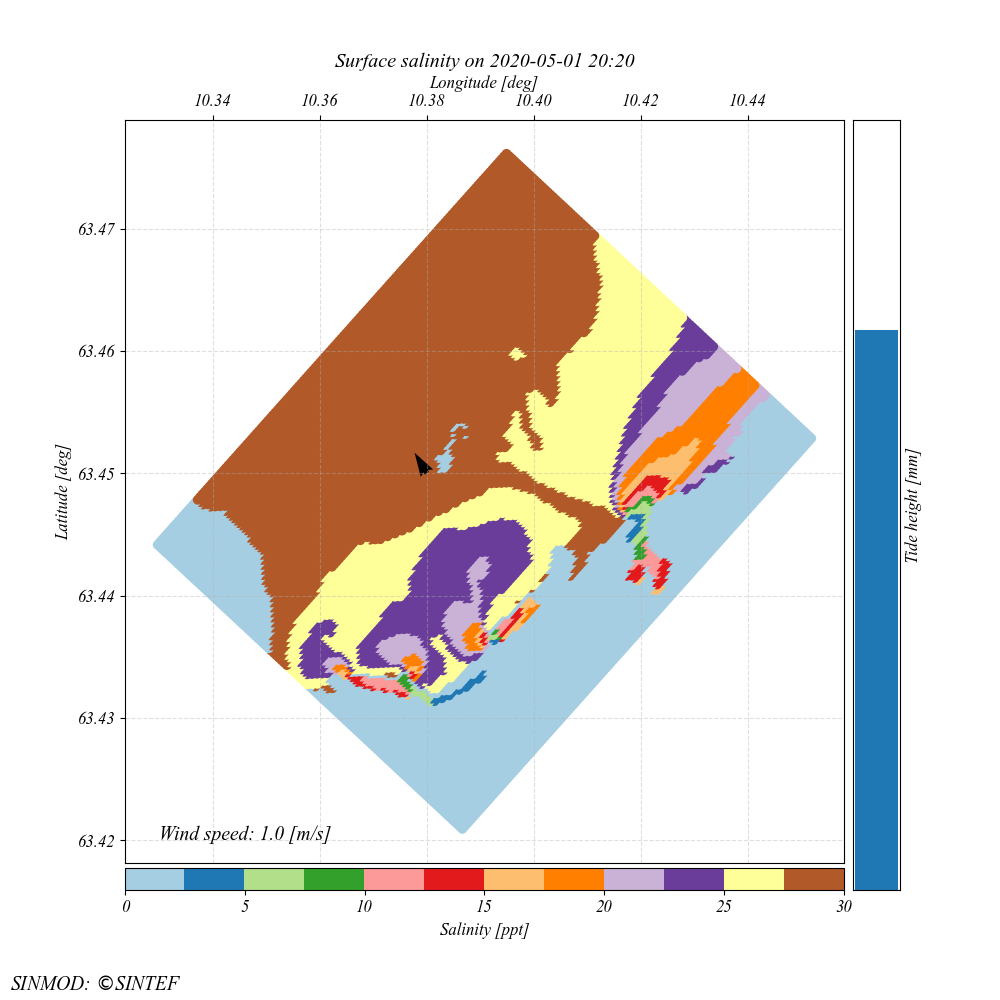 Surface salinity on 2020-05-01 20:20
Longitude [deg]
10.34 10.36 10.38 10.40 10.42 10.44
63.47
63.46
63.45
63.44
63.43
63.42
Latitude [deg]
Tide height [mm]
Wind speed: 1.0 [m/s]
0 5 10 15 20 25 30
Salinity [ppt]
SINMOD: ©SINTEF